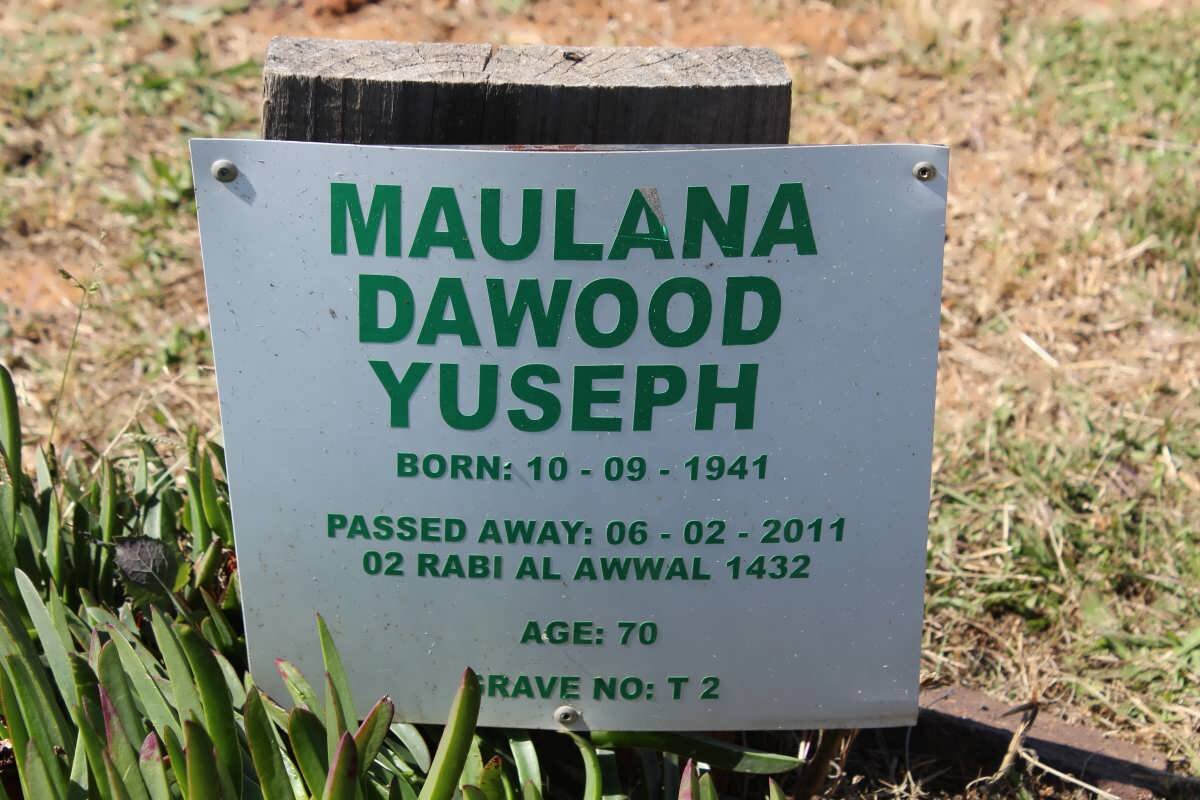 MAULANA
DAWOOD
YUSEPH
BORN: 10 - 09 - 1941
PASSED AWAY: 06 - 02 - 2011
02 RABI AL AWWAL 1432
AGE: 70
GRAVE NO: T 2